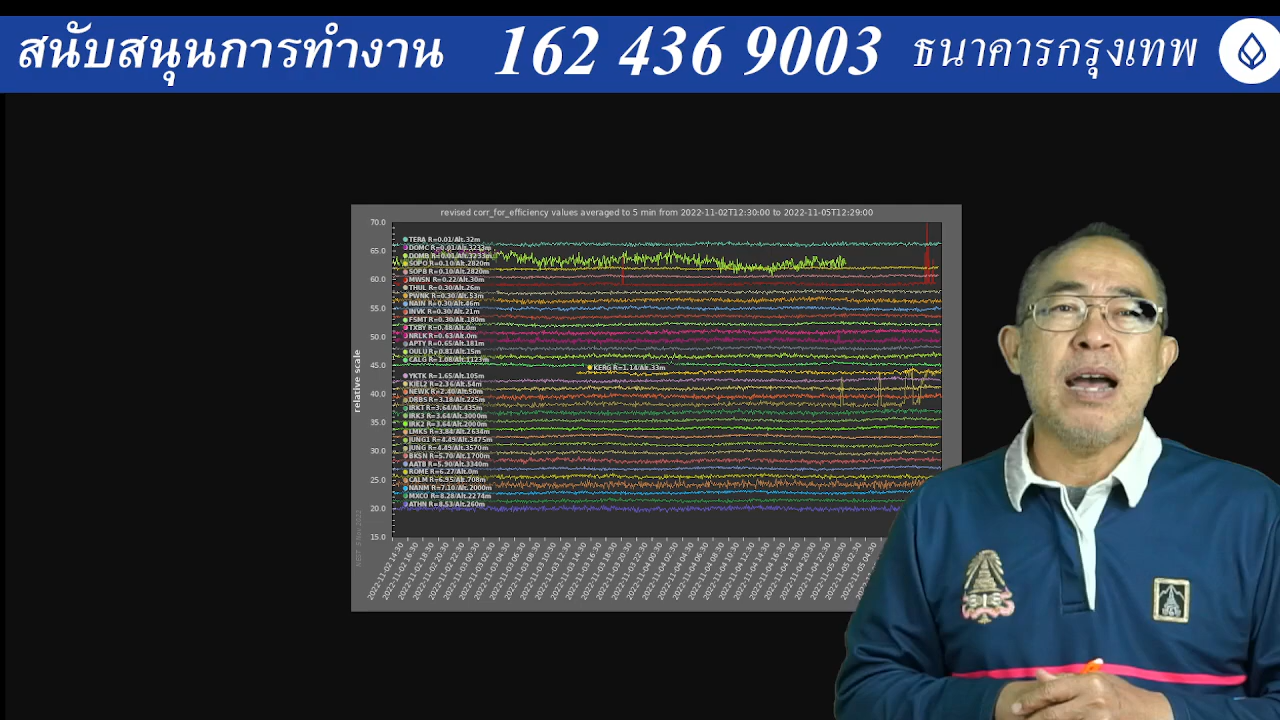 สนับสนุนการทำงาน 162 436 9003 ธนาคารกรุงเทพ
revised corr_for_efficiency values averaged to 5 min from 2022-11-02T12:30:00 to 2022-11-05T12:29:00
70.0
65.0
60.0
55.0
50.0
45.0
40.0
35.0
30.0
25.0
20.0
15.0
relative scale
TERA R=0.01/Alt.32m
DOMC R=0.01/Alt.3233m
DOMB R=0.01/Alt.3233m
SOPO R=0.10/Alt.2820m
SOPB R=0.10/Alt.2820m
MWSN R=0.22/Alt.30m
THUL R=0.30/Alt.26m
PWNK R=0.30/Alt.53m
NAIN R=0.30/Alt.46m
INVK R=0.30/Alt.21m
FSMT R=0.30/Alt.180m
TXBY R=0.48/Alt.0m
NRLK R=0.63/Alt.0m
APTY R=0.65/Alt.181m
OULU R=0.81/Alt.15m
CALG R=1.08/Alt.1123m
KERG R=1.14/Alt.33m
YKTK R=1.65/Alt.105m
KIEL2 R=2.36/Alt.54m
NEWK R=2.40/Alt.50m
DRBS R=3.18/Alt.225m
IRKT R=3.64/Alt.435m
IRK3 R=3.64/Alt.3000m
IRK2 R=3.64/Alt.2000m
LMKS R=3.84/Alt.2634m
JUNG1 R=4.49/Alt.3475m
JUNG R=4.49/Alt.3570m
BKSN R=5.70/Alt.1700m
AATB R=5.90/Alt.3340m
ROME R=6.27/Alt.0m
CALM R=6.95/Alt.708m
NANM R=7.10/Alt.2000m
MXCO R=8.28/Alt.2274m
ATHN R=8.53/Alt.260m